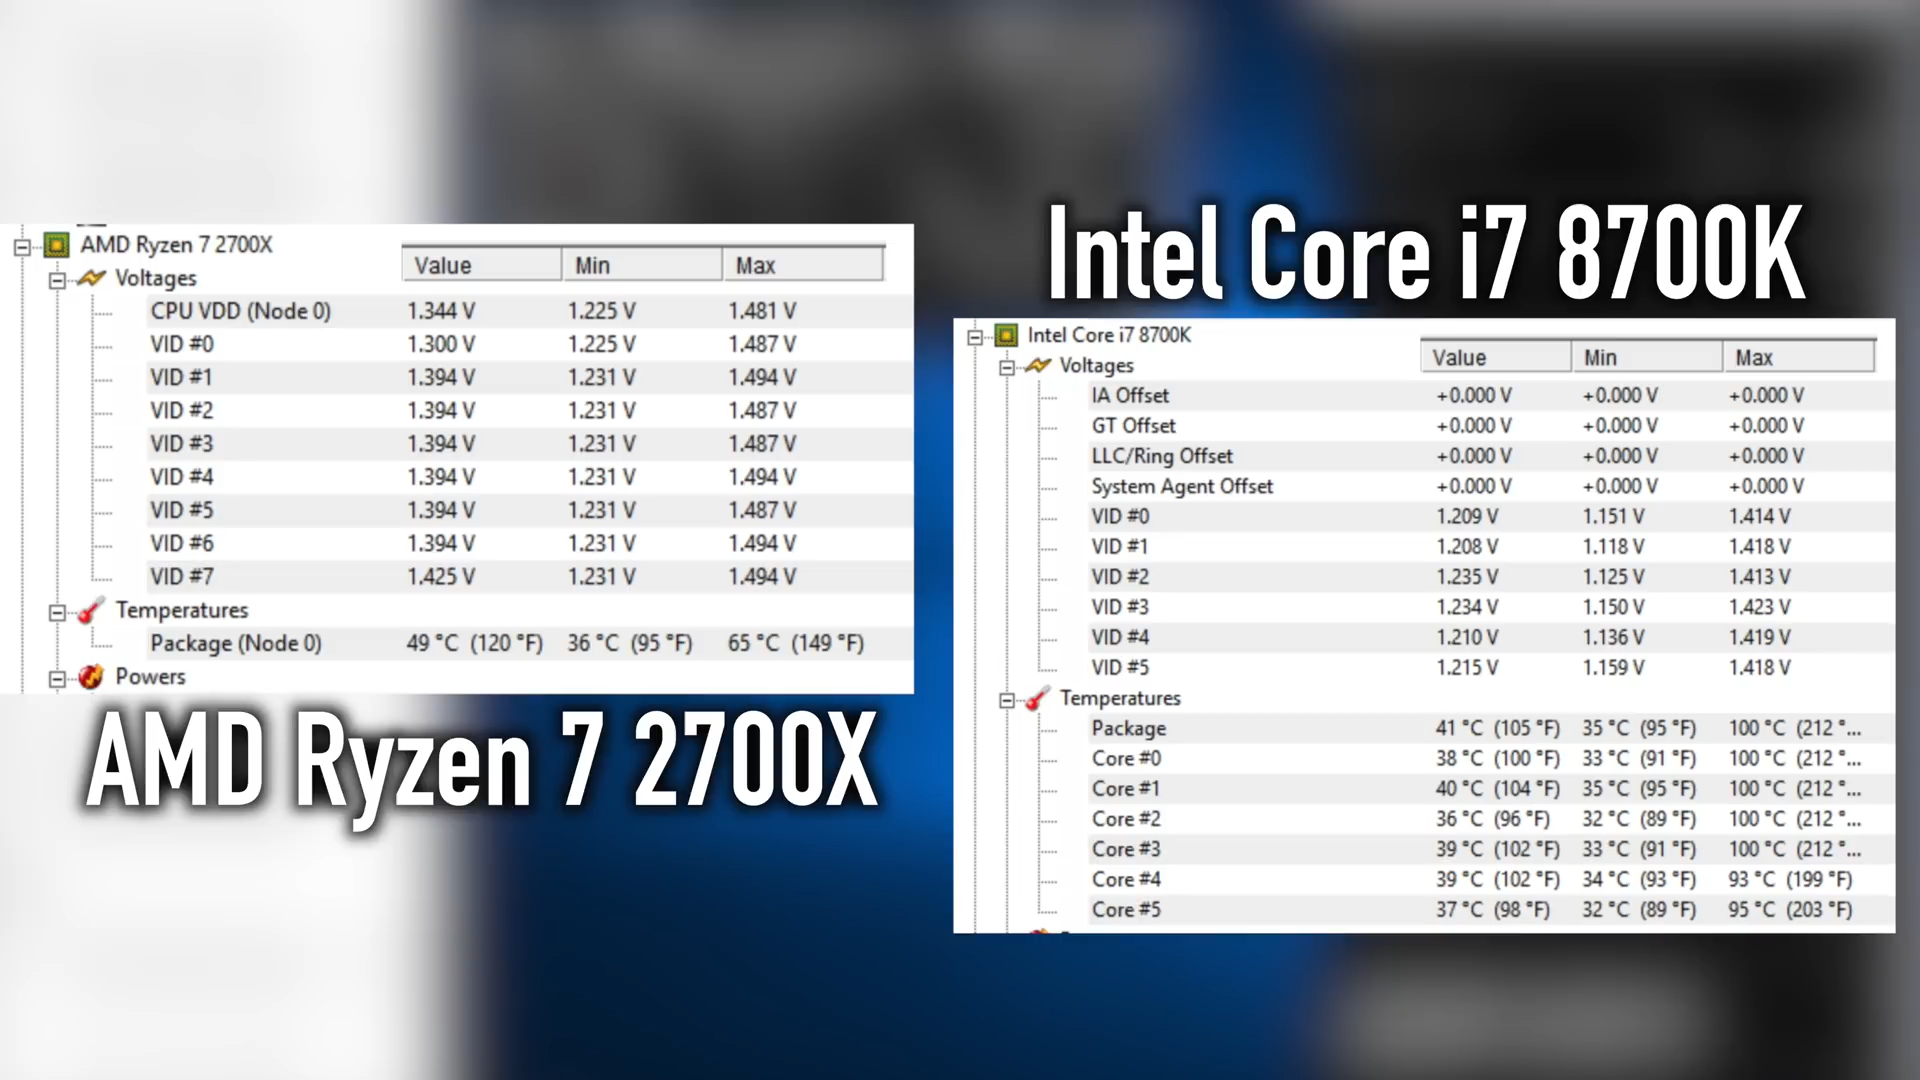 AMD Ryzen 7 2700X
Value Min Max
Voltages
CPU VDD (Node 0) 1.344 V 1.225 V 1.481 V
VID #0 1.300 V 1.225 V 1.487 V
VID #1 1.394 V 1.231 V 1.494 V
VID #2 1.394 V 1.231 V 1.487 V
VID #3 1.394 V 1.231 V 1.487 V
VID #4 1.394 V 1.231 V 1.494 V
VID #5 1.394 V 1.231 V 1.487 V
VID #6 1.394 V 1.231 V 1.494 V
VID #7 1.425 V 1.231 V 1.494 V
Temperatures
Package (Node 0) 49 °C (120 °F) 36 °C (95 °F) 65 °C (149 °F)
Powers
AMD Ryzen 7 2700X
Intel Core i7 8700K
Intel Core i7 8700K
Value Min Max
Voltages
IA Offset +0.000 V +0.000 V +0.000 V
GT Offset +0.000 V +0.000 V +0.000 V
LLC/Ring Offset +0.000 V +0.000 V +0.000 V
System Agent Offset +0.000 V +0.000 V +0.000 V
VID #0 1.209 V 1.151 V 1.414 V
VID #1 1.208 V 1.118 V 1.418 V
VID #2 1.235 V 1.125 V 1.413 V
VID #3 1.234 V 1.150 V 1.423 V
VID #4 1.210 V 1.136 V 1.419 V
VID #5 1.215 V 1.159 V 1.418 V
Temperatures
Package 41 °C (105 °F) 35 °C (95 °F) 100 °C (212 °...
Core #0 38 °C (100 °F) 33 °C (91 °F) 100 °C (212 °...
Core #1 40 °C (104 °F) 35 °C (95 °F) 100 °C (212 °...
Core #2 36 °C (96 °F) 32 °C (89 °F) 100 °C (212 °...
Core #3 39 °C (102 °F) 33 °C (91 °F) 100 °C (212 °...
Core #4 39 °C (102 °F) 34 °C (93 °F) 93 °C (199 °F)
Core #5 37 °C (98 °F) 32 °C (89 °F) 95 °C (203 °F)